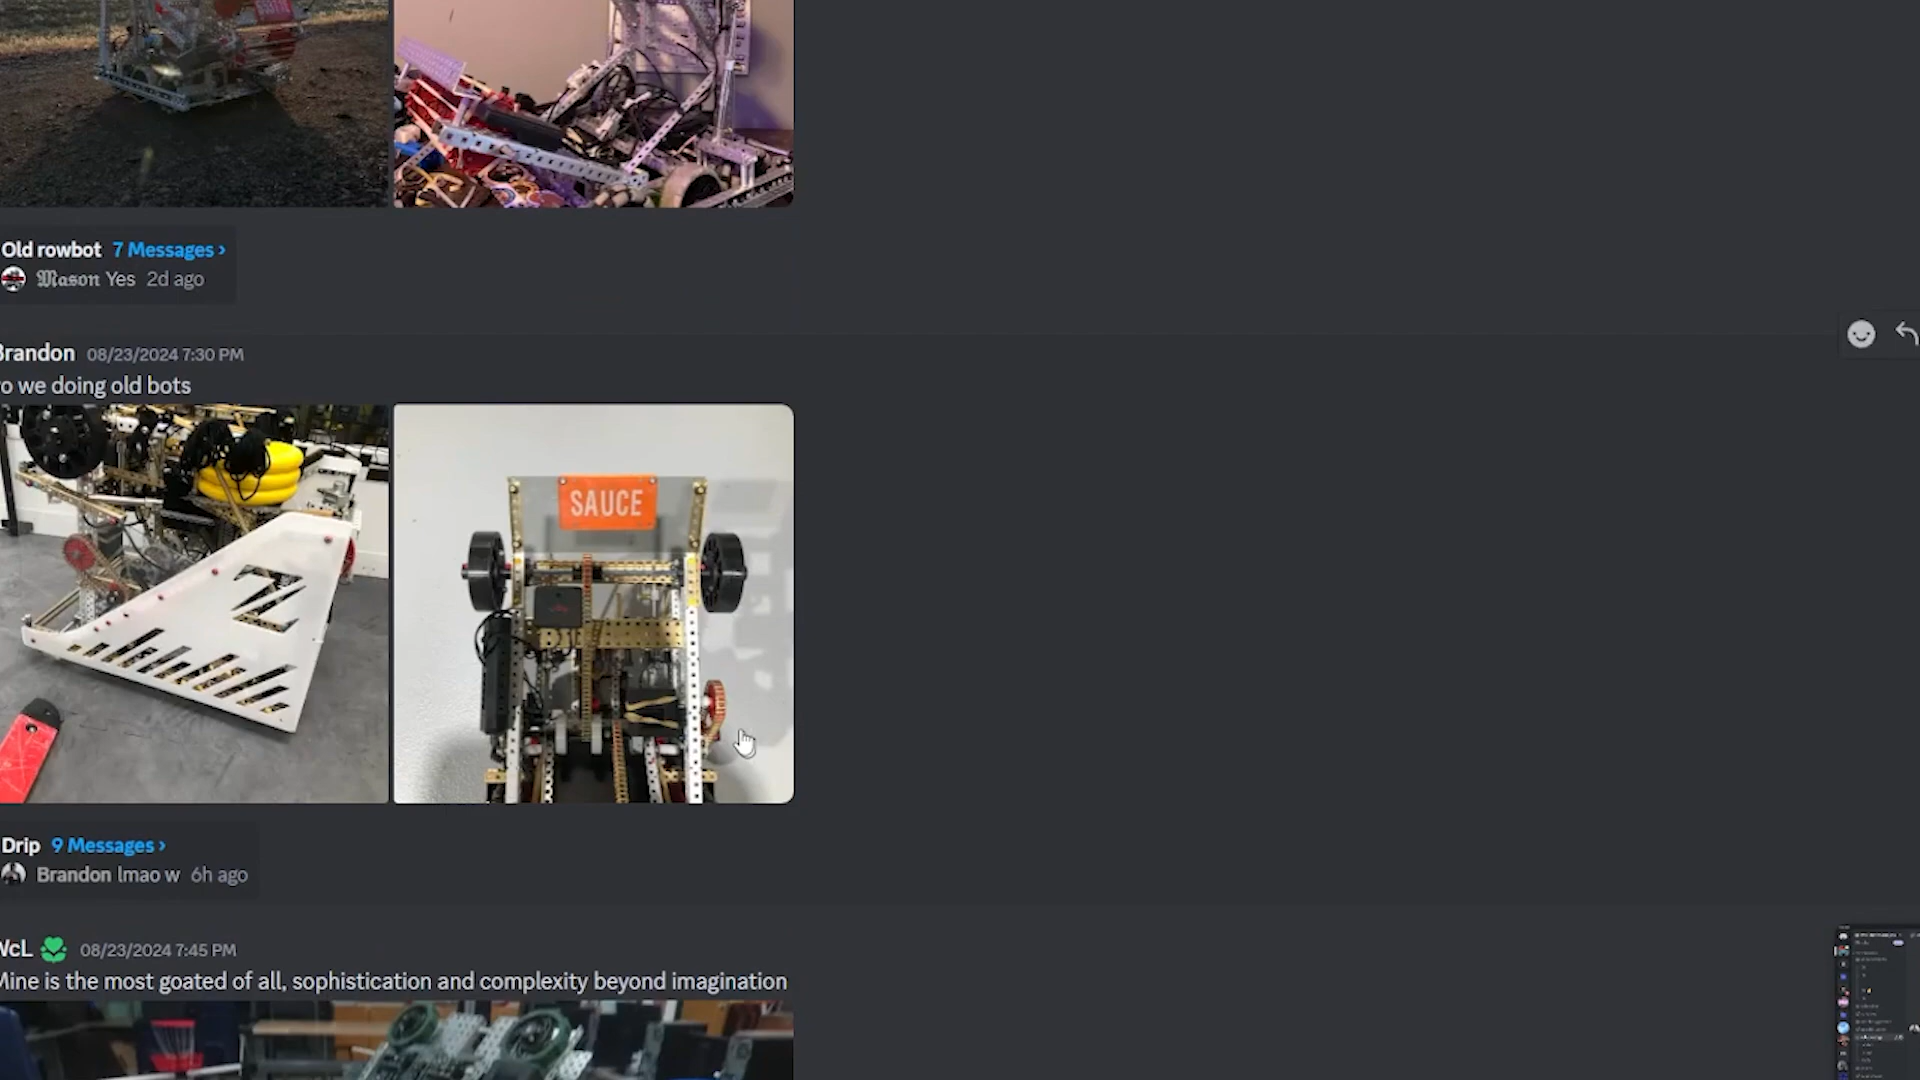 Old rowbot 7 Messages ›
Mason Yes 2d ago
Brandon 08/23/2024 7:30 PM
o we doing old bots
SAUCE
Z
Drip 9 Messages ›
Brandon lmao w 6h ago
WcL 08/23/2024 7:45 PM
Mine is the most goated of all, sophistication and complexity beyond imagination